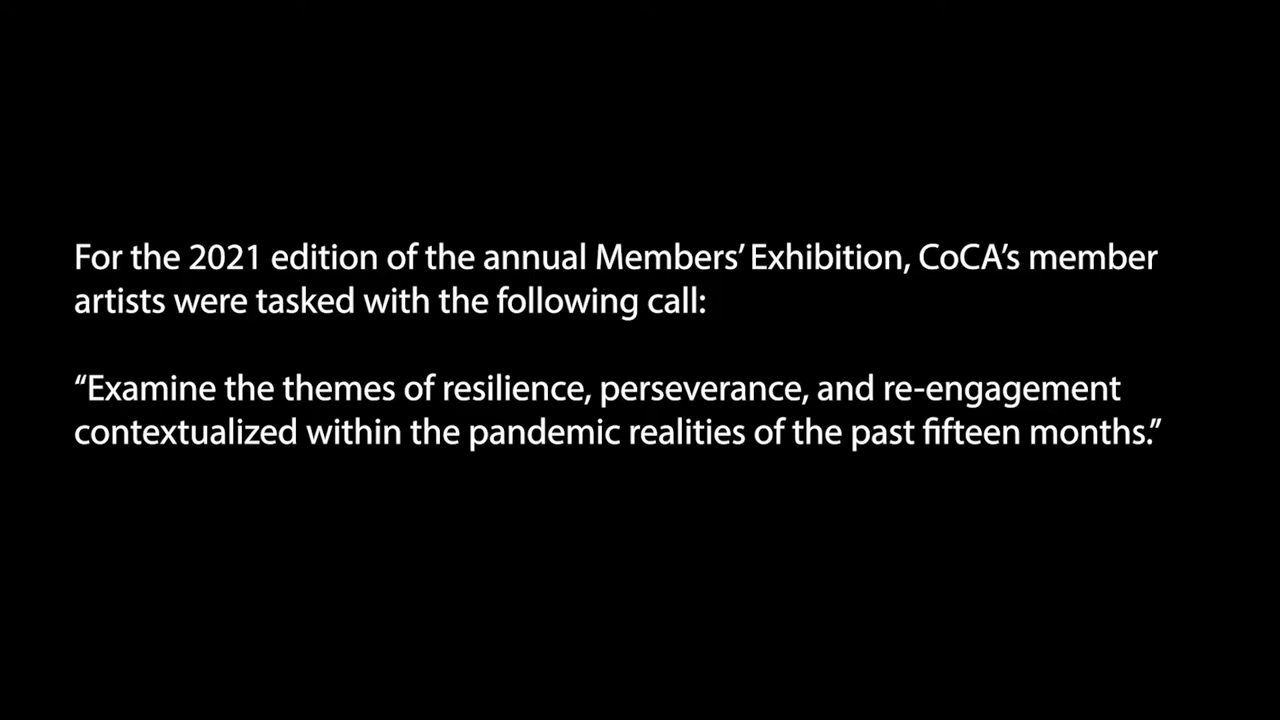 For the 2021 edition of the annual Members’ Exhibition, CoCA’s member
artists were tasked with the following call:
“Examine the themes of resilience, perseverance, and re-engagement
contextualized within the pandemic realities of the past fifteen months.”